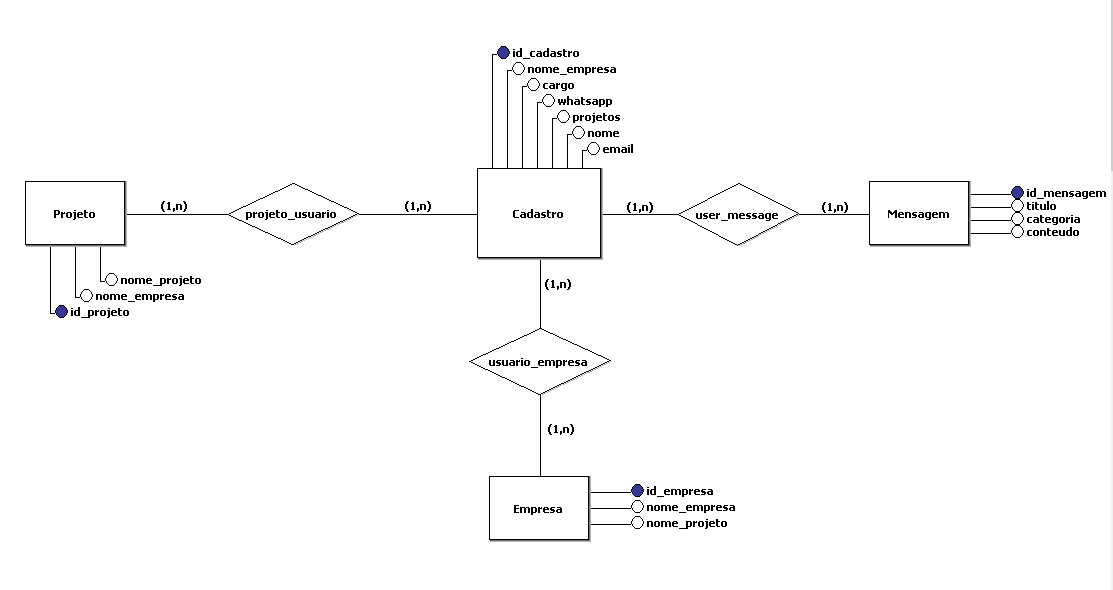 id_cadastro
nome_empresa
cargo
whatsapp
projetos
nome
email
Projeto
(1,n)
projeto_usuario
(1,n)
Cadastro
(1,n)
user_message
(1,n)
Mensagem
id_mensagem
titulo
categoria
conteudo
nome_projeto
nome_empresa
id_projeto
(1,n)
usuario_empresa
(1,n)
Empresa
id_empresa
nome_empresa
nome_projeto